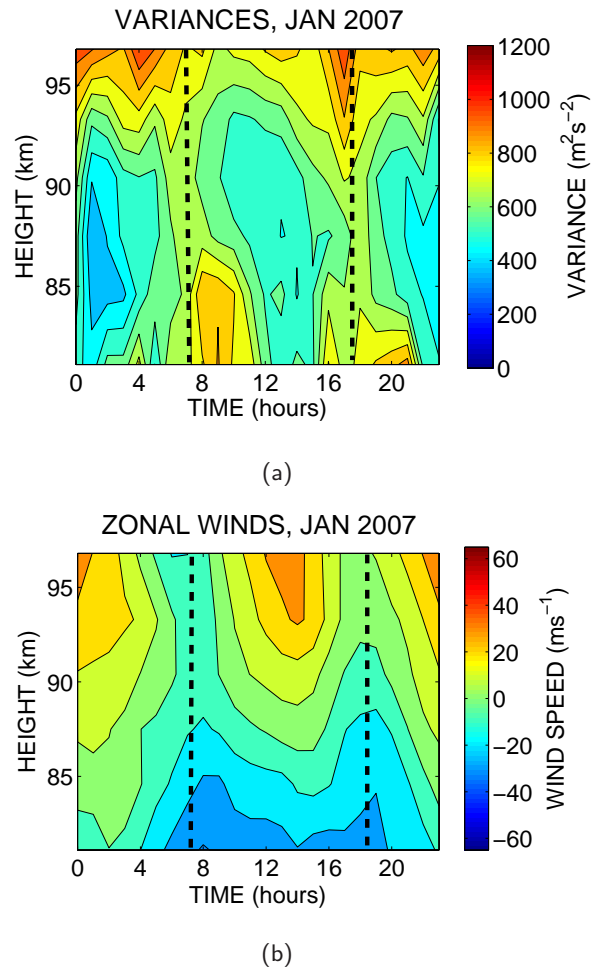 VARIANCES, JAN 2007
95
90
85
HEIGHT (km)
0 4 8 12 16 20
TIME (hours)
1200
1000
800
600
400
200
0
VARIANCE (m²s⁻²)
(a)
ZONAL WINDS, JAN 2007
95
90
85
HEIGHT (km)
0 4 8 12 16 20
TIME (hours)
60
40
20
0
−20
−40
−60
WIND SPEED (ms⁻¹)
(b)